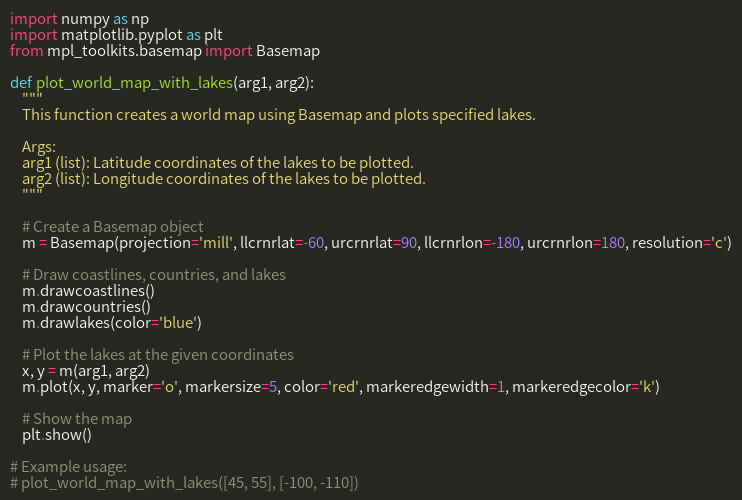 import numpy as np
import matplotlib.pyplot as plt
from mpl_toolkits.basemap import Basemap

def plot_world_map_with_lakes(arg1, arg2):
    """
    This function creates a world map using Basemap and plots specified lakes.

    Args:
    arg1 (list): Latitude coordinates of the lakes to be plotted.
    arg2 (list): Longitude coordinates of the lakes to be plotted.
    """

    # Create a Basemap object
    m = Basemap(projection='mill', llcrnrlat=-60, urcrnrlat=90, llcrnrlon=-180, urcrnrlon=180, resolution='c')

    # Draw coastlines, countries, and lakes
    m.drawcoastlines()
    m.drawcountries()
    m.drawlakes(color='blue')

    # Plot the lakes at the given coordinates
    x, y = m(arg1, arg2)
    m.plot(x, y, marker='o', markersize=5, color='red', markeredgewidth=1, markeredgecolor='k')

    # Show the map
    plt.show()

# Example usage:
# plot_world_map_with_lakes([45, 55], [-100, -110])